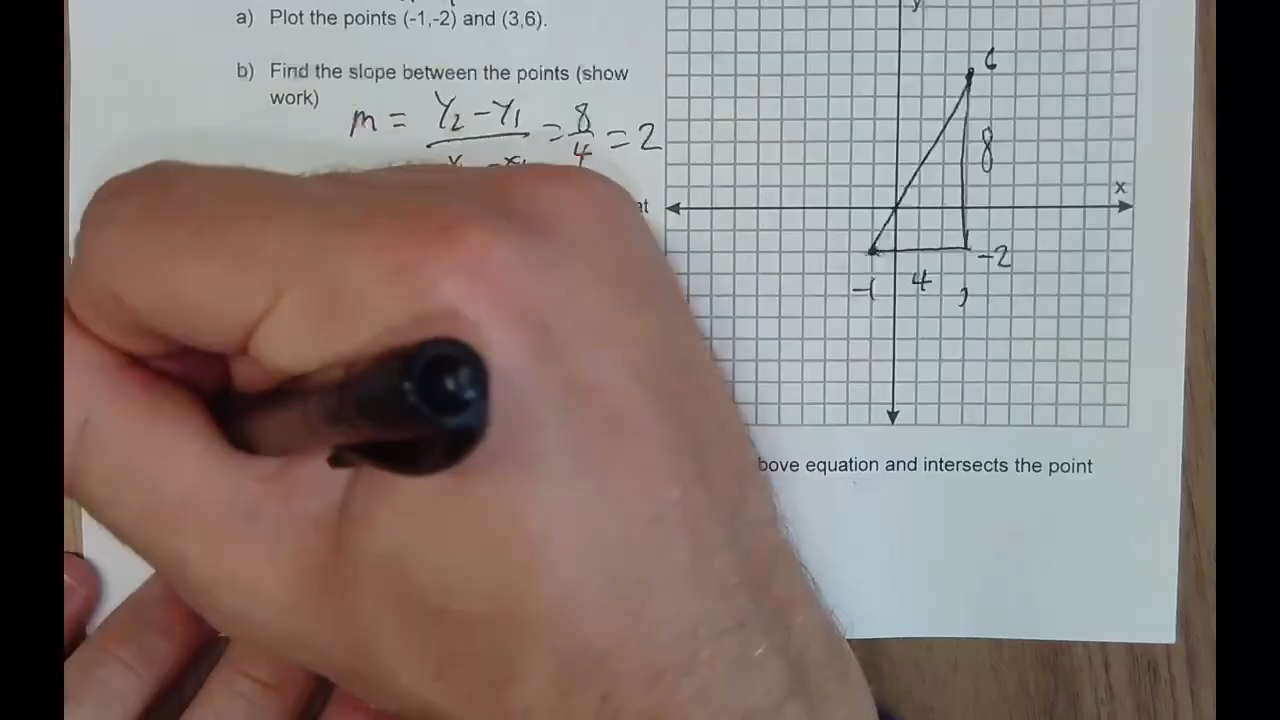 a) Plot the points (-1,-2) and (3,6).
b) Find the slope between the points (show
work)
m = Y₂ - Y₁ = 8 = 2
4
y
6
8
x
-2
-1 4
bove equation and intersects the point